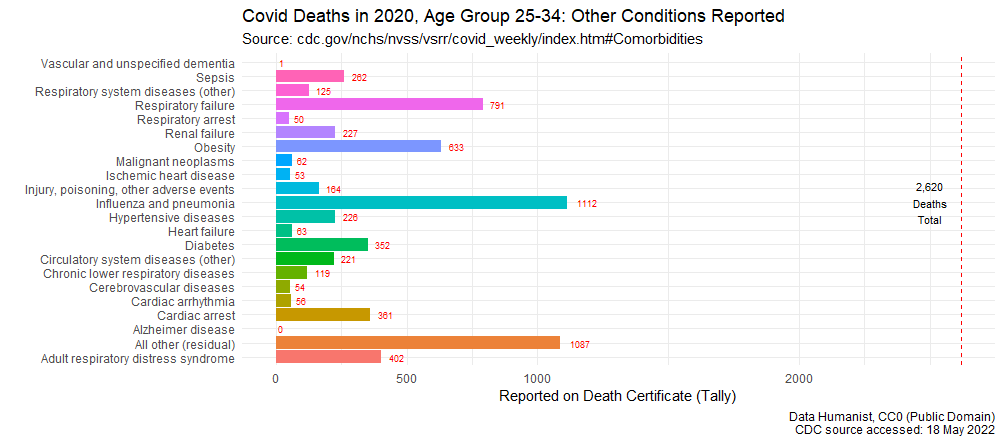 Covid Deaths in 2020, Age Group 25-34: Other Conditions Reported
Source: cdc.gov/nchs/nvss/vsrr/covid_weekly/index.htm#Comorbidities
Vascular and unspecified dementia 1
Sepsis 262
Respiratory system diseases (other) 125
Respiratory failure 791
Respiratory arrest 50
Renal failure 227
Obesity 633
Malignant neoplasms 62
Ischemic heart disease 53
Injury, poisoning, other adverse events 164
Influenza and pneumonia 1112
Hypertensive diseases 226
Heart failure 63
Diabetes 352
Circulatory system diseases (other) 221
Chronic lower respiratory diseases 119
Cerebrovascular diseases 54
Cardiac arrhythmia 56
Cardiac arrest 361
Alzheimer disease 0
All other (residual) 1087
Adult respiratory distress syndrome 402
2,620
Deaths
Total
0 500 1000 2000
Reported on Death Certificate (Tally)
Data Humanist, CC0 (Public Domain)
CDC source accessed: 18 May 2022